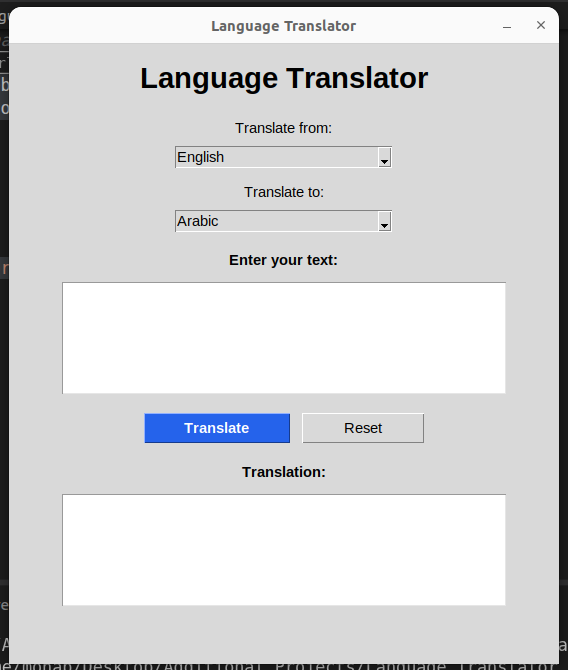 Language Translator
Language Translator
Translate from:
English
Translate to:
Arabic
Enter your text:
Translate Reset
Translation: